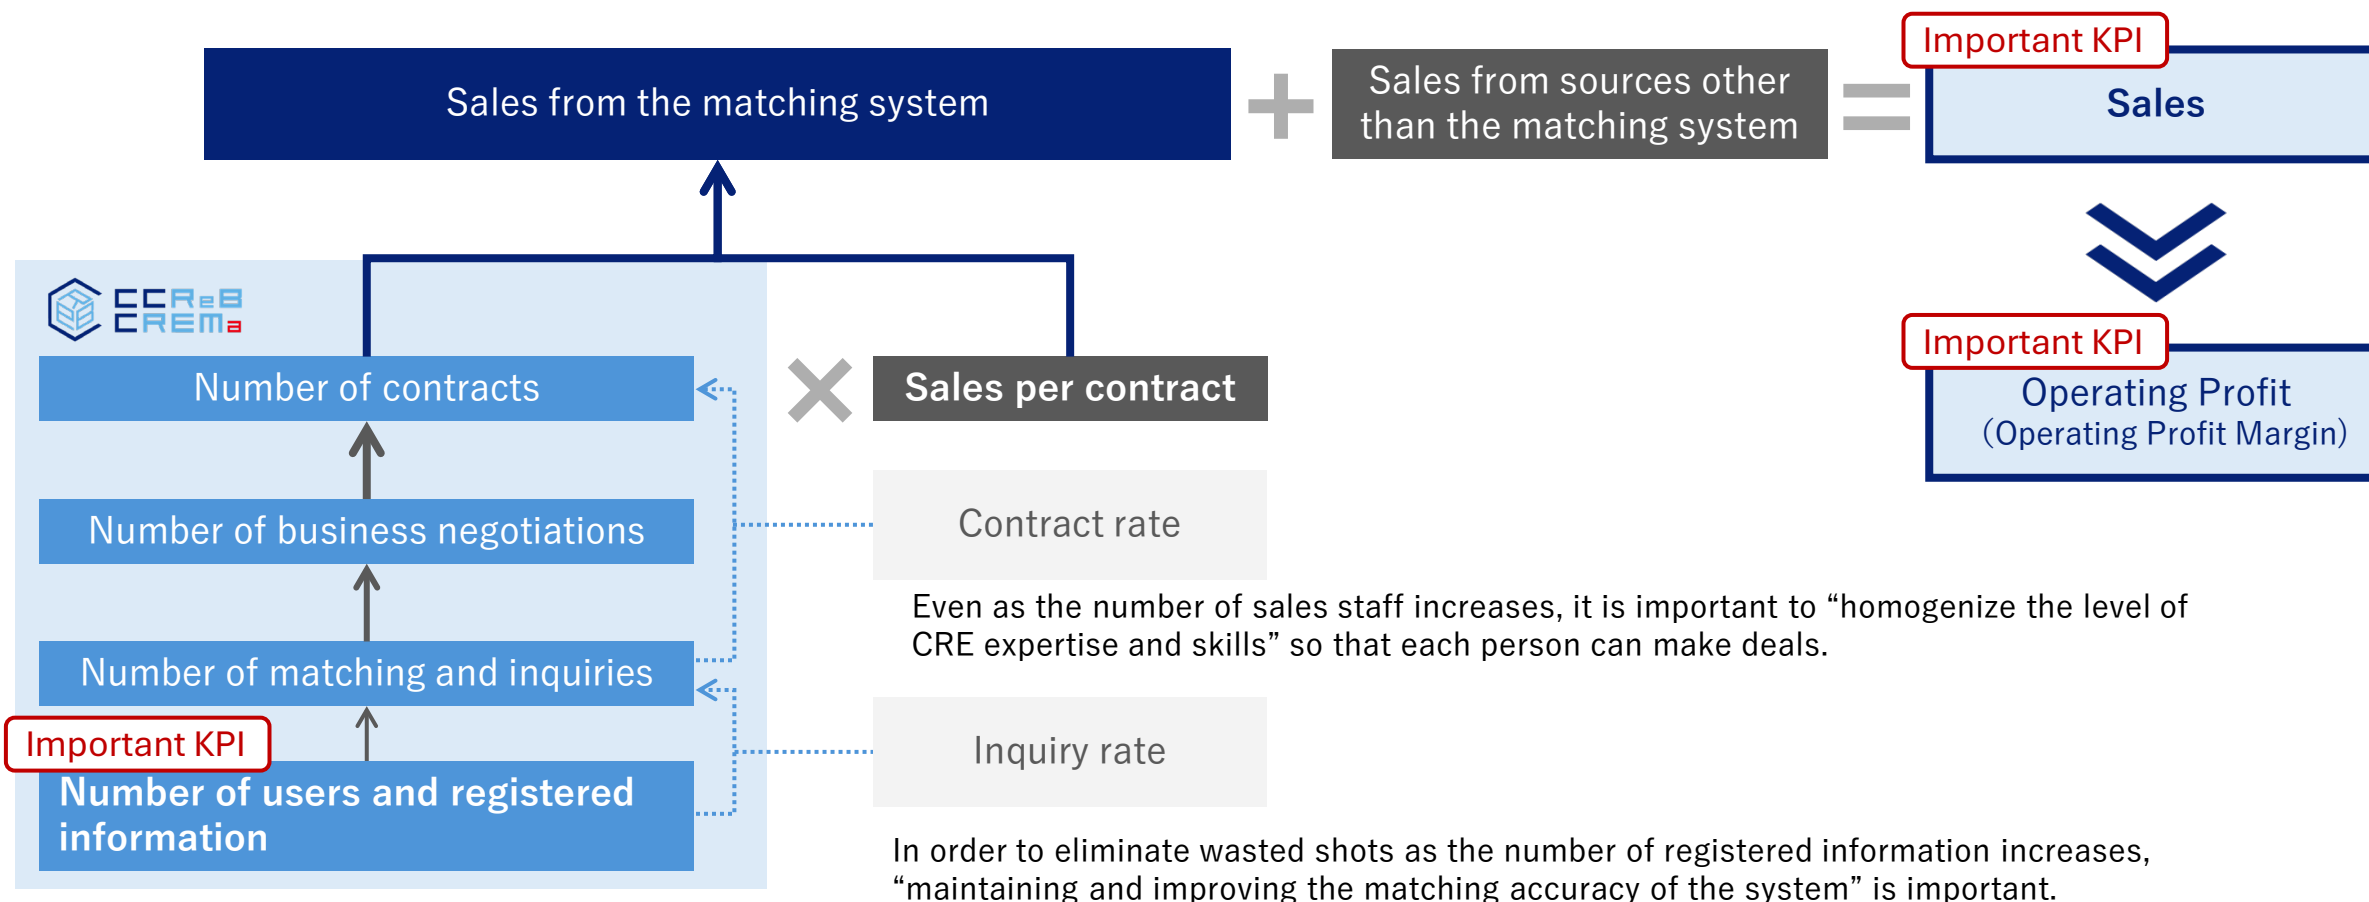 Important KPI
Sales from the matching system
Sales from sources other
than the matching system
Sales
CCReB
CREMa
Important KPI
Operating Profit
（Operating Profit Margin）
Number of contracts
Sales per contract
Contract rate
Number of business negotiations
Even as the number of sales staff increases, it is important to “homogenize the level of
CRE expertise and skills” so that each person can make deals.
Number of matching and inquiries
Inquiry rate
Important KPI
Number of users and registered
information
In order to eliminate wasted shots as the number of registered information increases,
“maintaining and improving the matching accuracy of the system” is important.